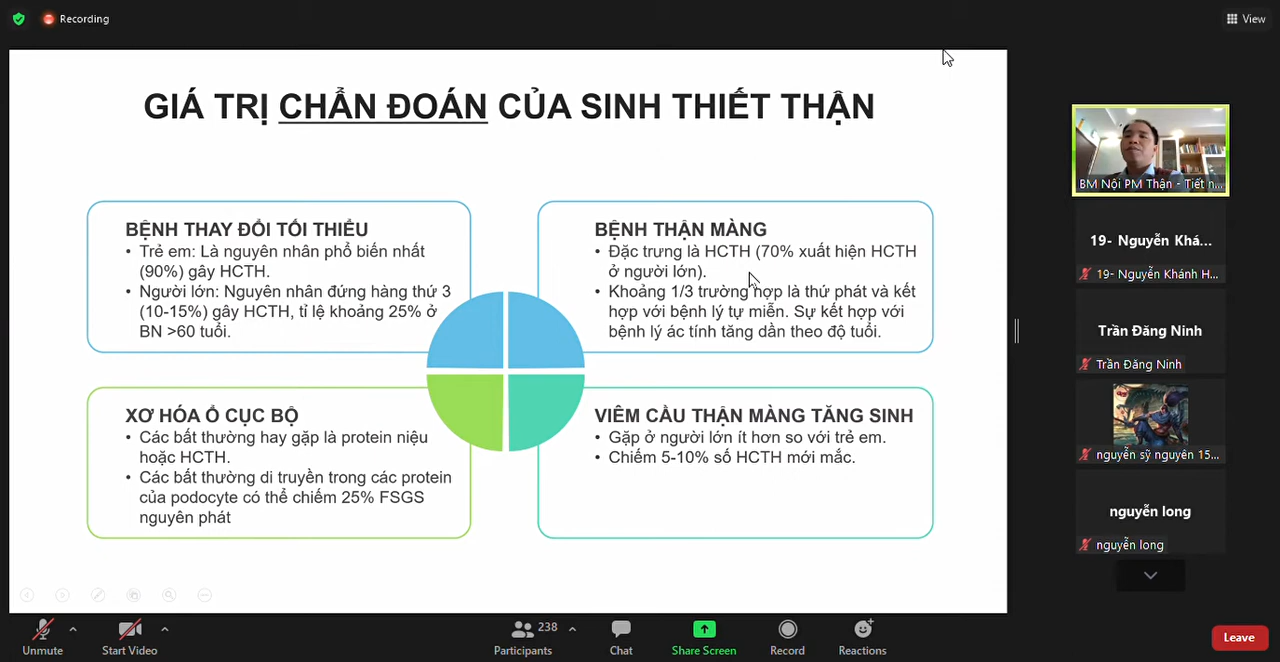 Recording
View
GIÁ TRỊ CHẨN ĐOÁN CỦA SINH THIẾT THẬN
BỆNH THAY ĐỔI TỐI THIỂU
• Trẻ em: Là nguyên nhân phổ biến nhất
(90%) gây HCTH.
• Người lớn: Nguyên nhân đứng hàng thứ 3
(10-15%) gây HCTH, tỉ lệ khoảng 25% ở
BN >60 tuổi.
BỆNH THẬN MÀNG
• Đặc trưng là HCTH (70% xuất hiện HCTH
ở người lớn).
• Khoảng 1/3 trường hợp là thứ phát và kết
hợp với bệnh lý tự miễn. Sự kết hợp với
bệnh lý ác tính tăng dần theo độ tuổi.
XƠ HÓA Ổ CỤC BỘ
• Các bất thường hay gặp là protein niệu
hoặc HCTH.
• Các bất thường di truyền trong các protein
của podocyte có thể chiếm 25% FSGS
nguyên phát
VIÊM CẦU THẬN MÀNG TĂNG SINH
• Gặp ở người lớn ít hơn so với trẻ em.
• Chiếm 5-10% số HCTH mới mắc.
BM Nội PM Thận - Tiết n...
19- Nguyễn Khá...
19- Nguyễn Khánh H...
Trần Đăng Ninh
Trần Đăng Ninh
nguyễn sỹ nguyên 15...
nguyễn long
nguyễn long
Unmute
Start Video
238
Participants
Chat
Share Screen
Record
Reactions
Leave